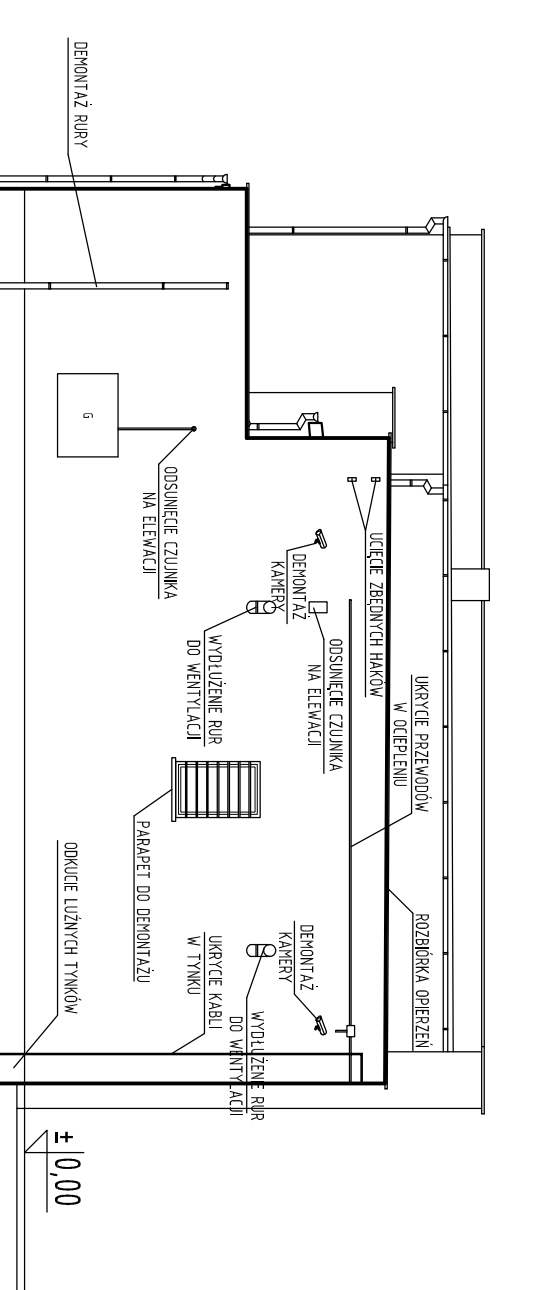 DEMONTAŻ RURY
G
ODSUNIĘCIE CZUJNIKA
NA ELEWACJI
UCIĘCIE ZBĘDNYCH HAKÓW
DEMONTAŻ
KAMERY
WYDŁUŻENIE RUR
DO WENTYLACJI
ODSUNIĘCIE CZUJNIKA
NA ELEWACJI
UKRYCIE PRZEWODÓW
W OCIEPLENIU
PARAPET DO DEMONTAŻU
ROZBIÓRKA OPIERZEŃ
DEMONTAŻ
KAMERY
UKRYCIE KABLI
W TYNKU
WYDŁUŻENIE RUR
DO WENTYLACJI
ODKUCIE LUŹNYCH TYNKÓW
± 0,00